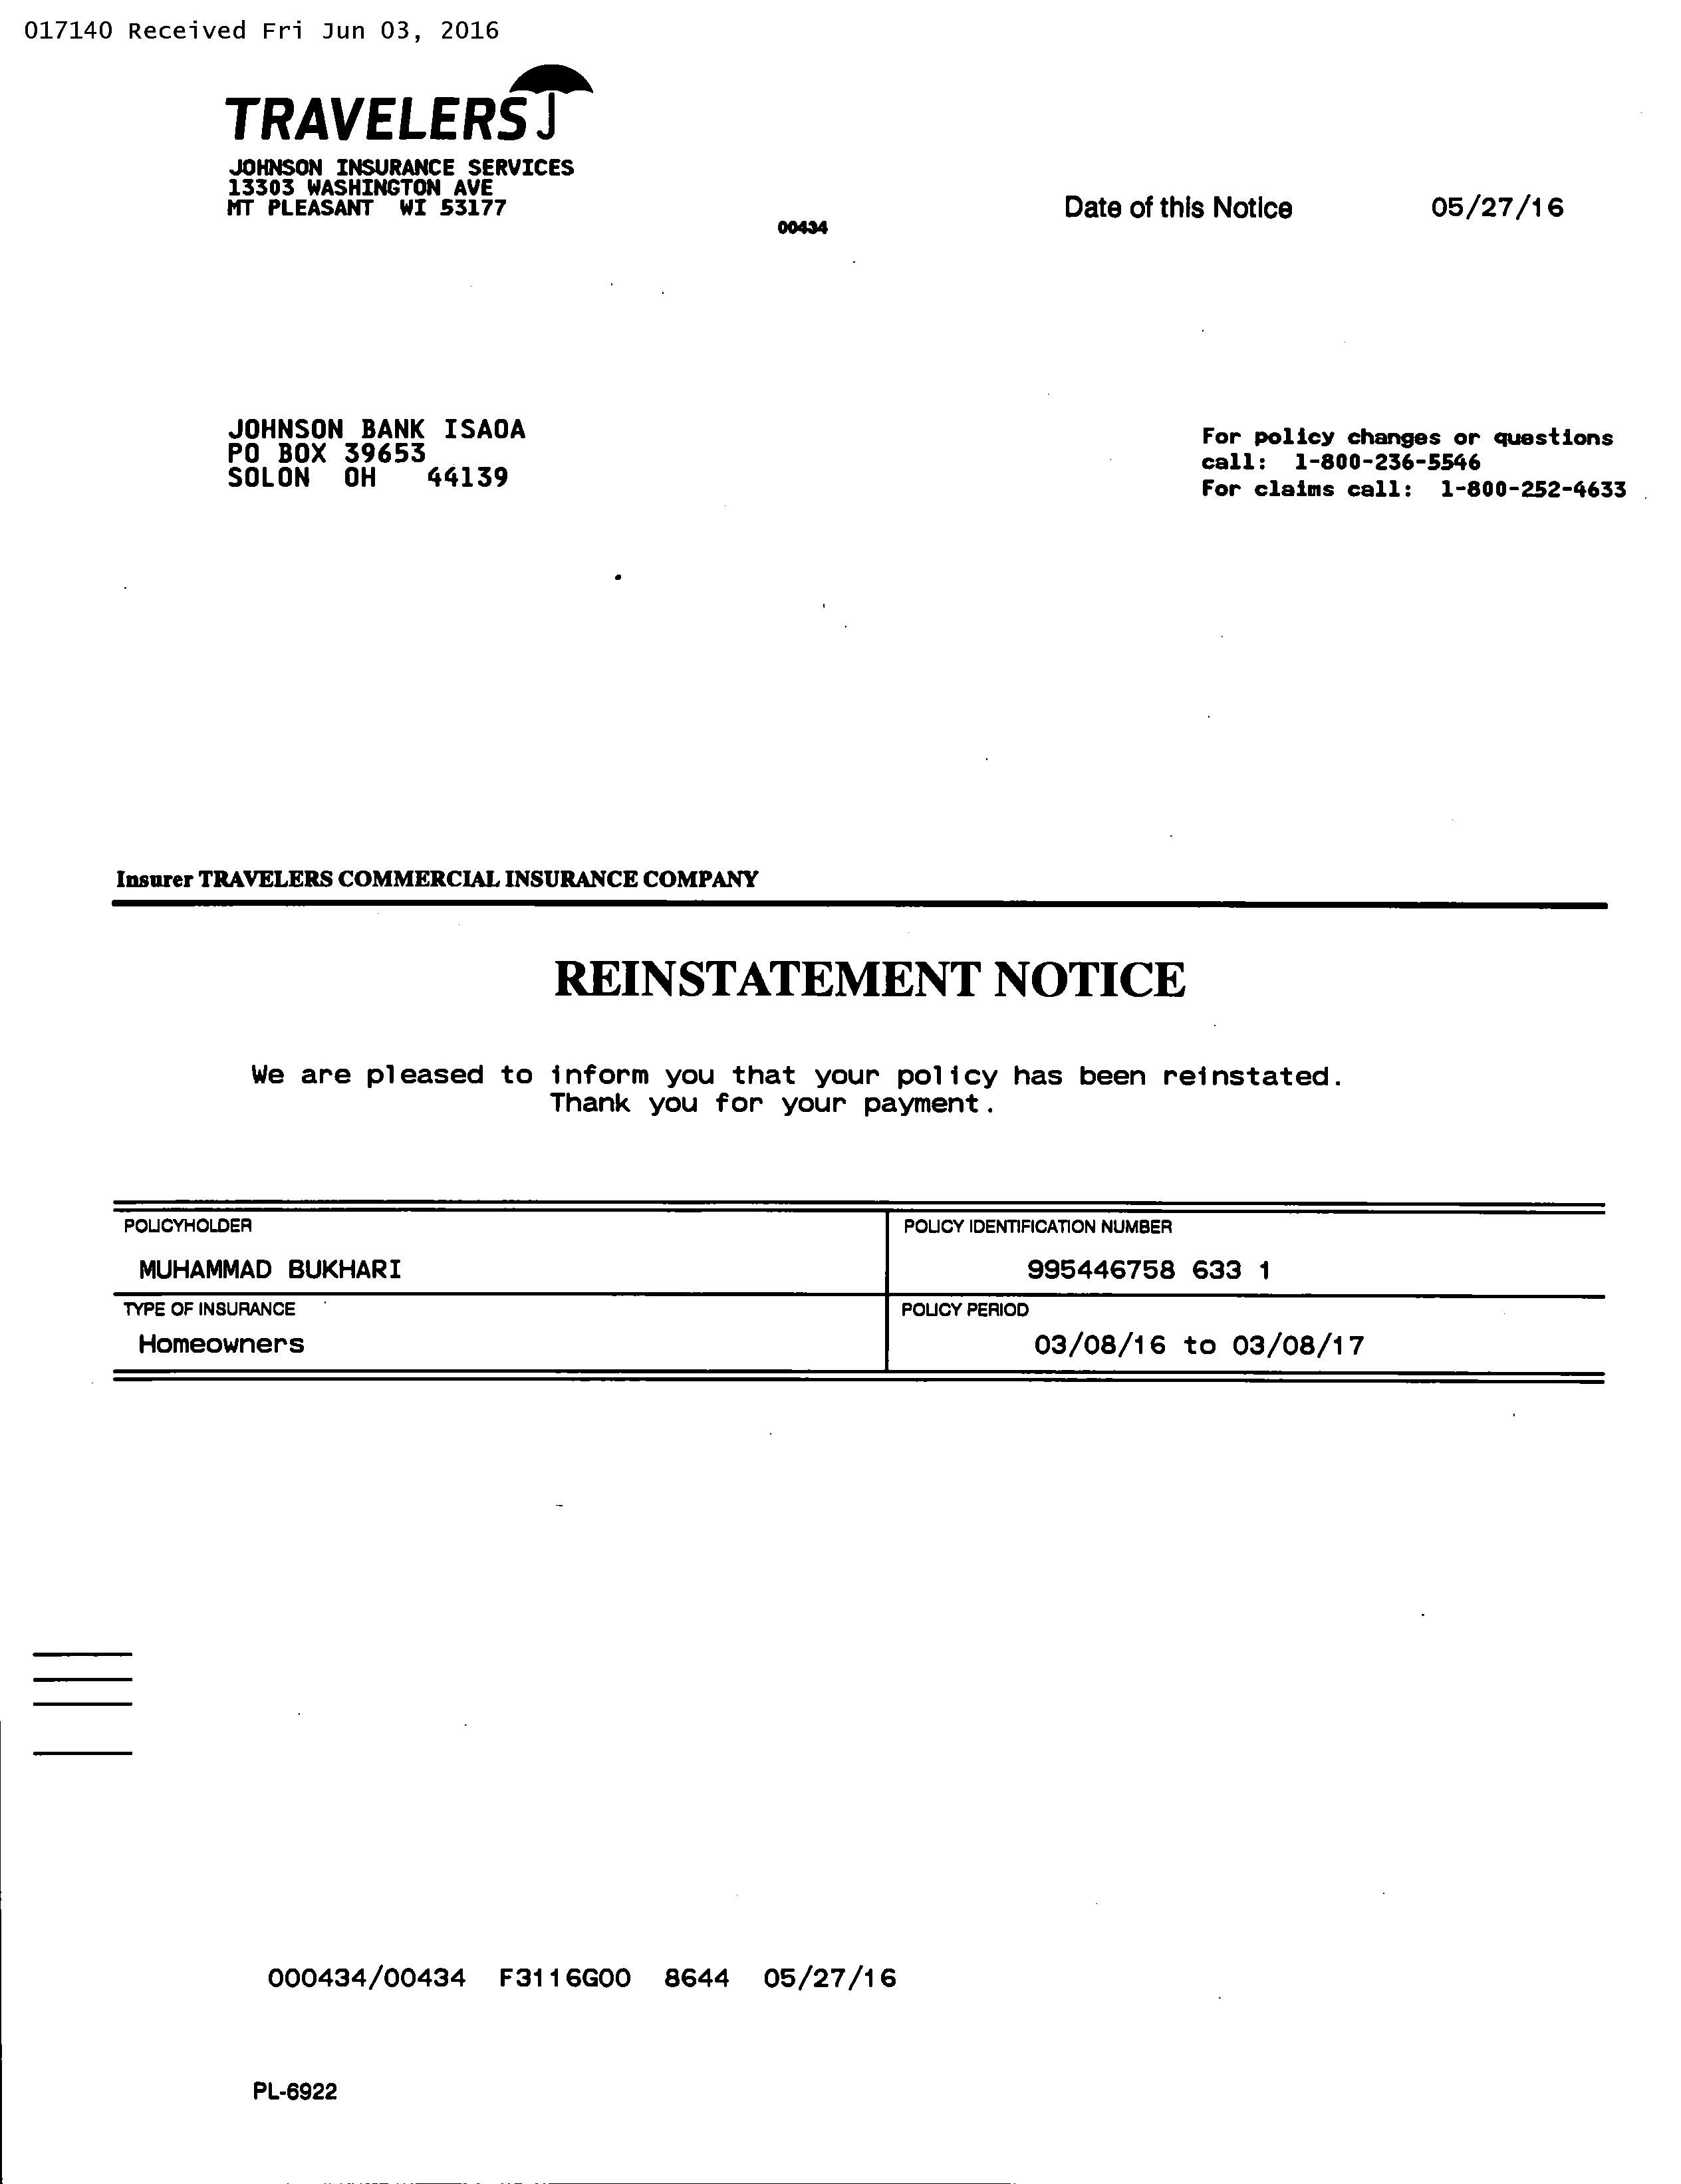 017140 Received Fri Jun 03, 2016
TRAVELERS
JOHNSON INSURANCE SERVICES
13303 WASHINGTON AVE
MT PLEASANT WI 53177
00434
Date of this Notice 05/27/16
JOHNSON BANK ISAOA
PO BOX 39653
SOLON OH 44139
For policy changes or questions
call: 1-800-236-5546
For claims call: 1-800-252-4633
Insurer TRAVELERS COMMERCIAL INSURANCE COMPANY
REINSTATEMENT NOTICE
We are pleased to inform you that your policy has been reinstated.
Thank you for your payment.
POLICYHOLDER
MUHAMMAD BUKHARI
POLICY IDENTIFICATION NUMBER
995446758 633 1
TYPE OF INSURANCE
Homeowners
POLICY PERIOD
03/08/16 to 03/08/17
000434/00434 F3116G00 8644 05/27/16
PL-6922